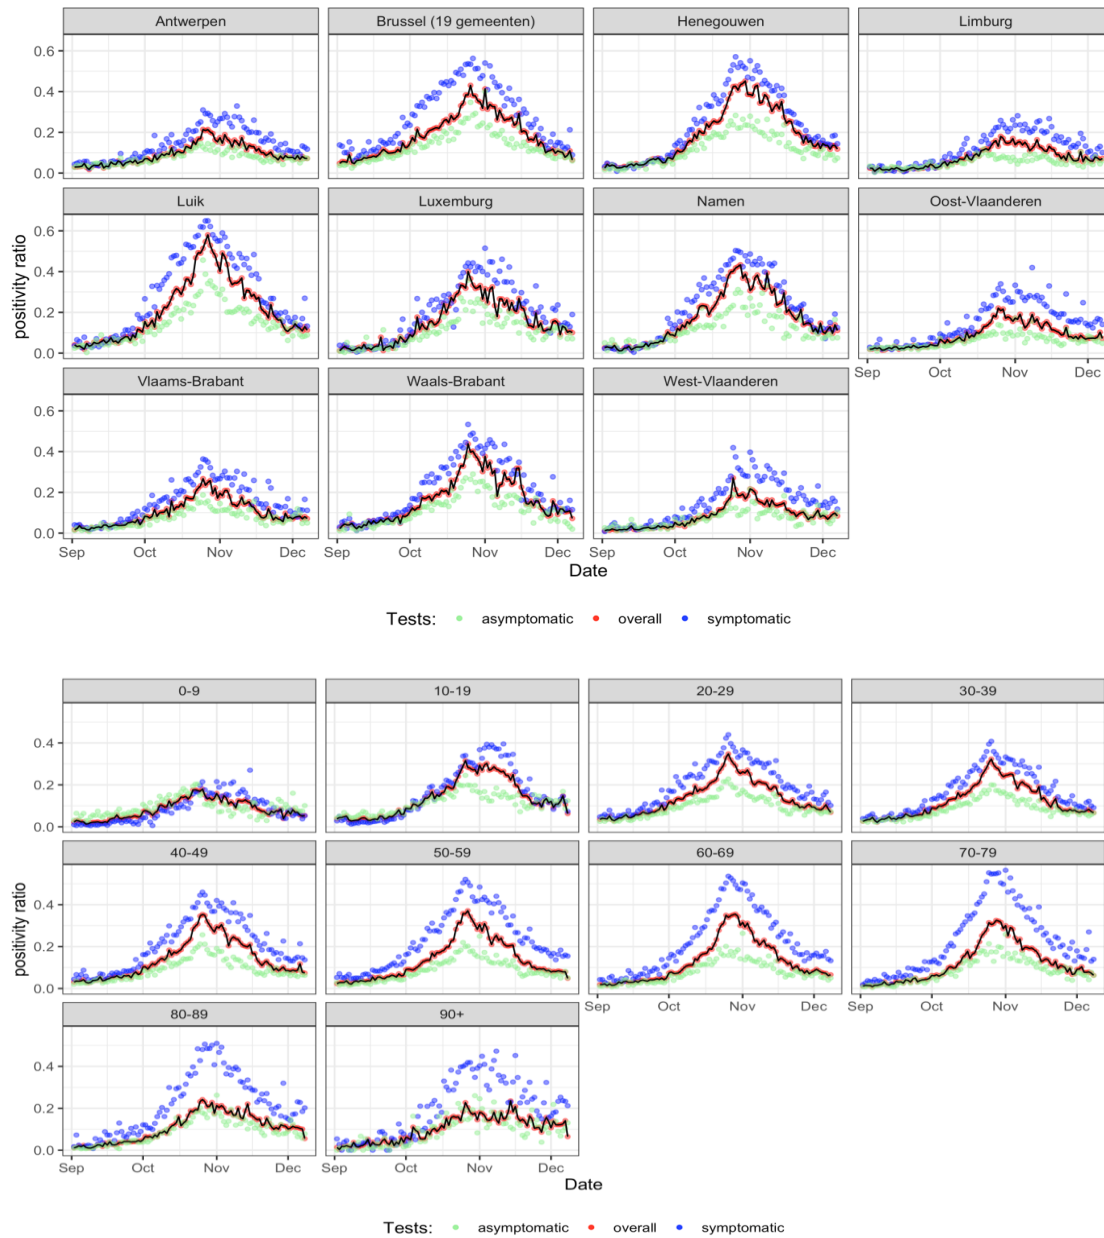 Antwerpen Brussel (19 gemeenten) Henegouwen Limburg
0.6
0.4
0.2
0.0
Luik Luxemburg Namen Oost-Vlaanderen
0.6
0.4
0.2
0.0
Sep Oct Nov Dec
Vlaams-Brabant Waals-Brabant West-Vlaanderen
0.6
0.4
0.2
0.0
Sep Oct Nov Dec Sep Oct Nov Dec Sep Oct Nov Dec
positivity ratio
Date
Tests: asymptomatic overall symptomatic
0-9 10-19 20-29 30-39
0.4
0.2
0.0
40-49 50-59 60-69 70-79
0.4
0.2
0.0
Sep Oct Nov Dec Sep Oct Nov Dec
80-89 90+
0.4
0.2
0.0
Sep Oct Nov Dec Sep Oct Nov Dec
positivity ratio
Date
Tests: asymptomatic overall symptomatic